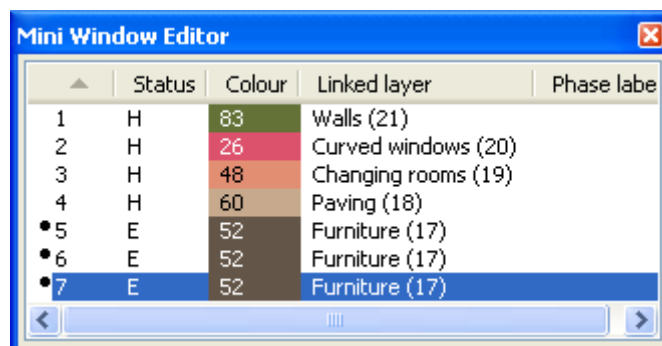 Mini Window Editor
Status Colour Linked layer Phase labe
1 H 83 Walls (21)
2 H 26 Curved windows (20)
3 H 48 Changing rooms (19)
4 H 60 Paving (18)
•5 E 52 Furniture (17)
•6 E 52 Furniture (17)
•7 E 52 Furniture (17)